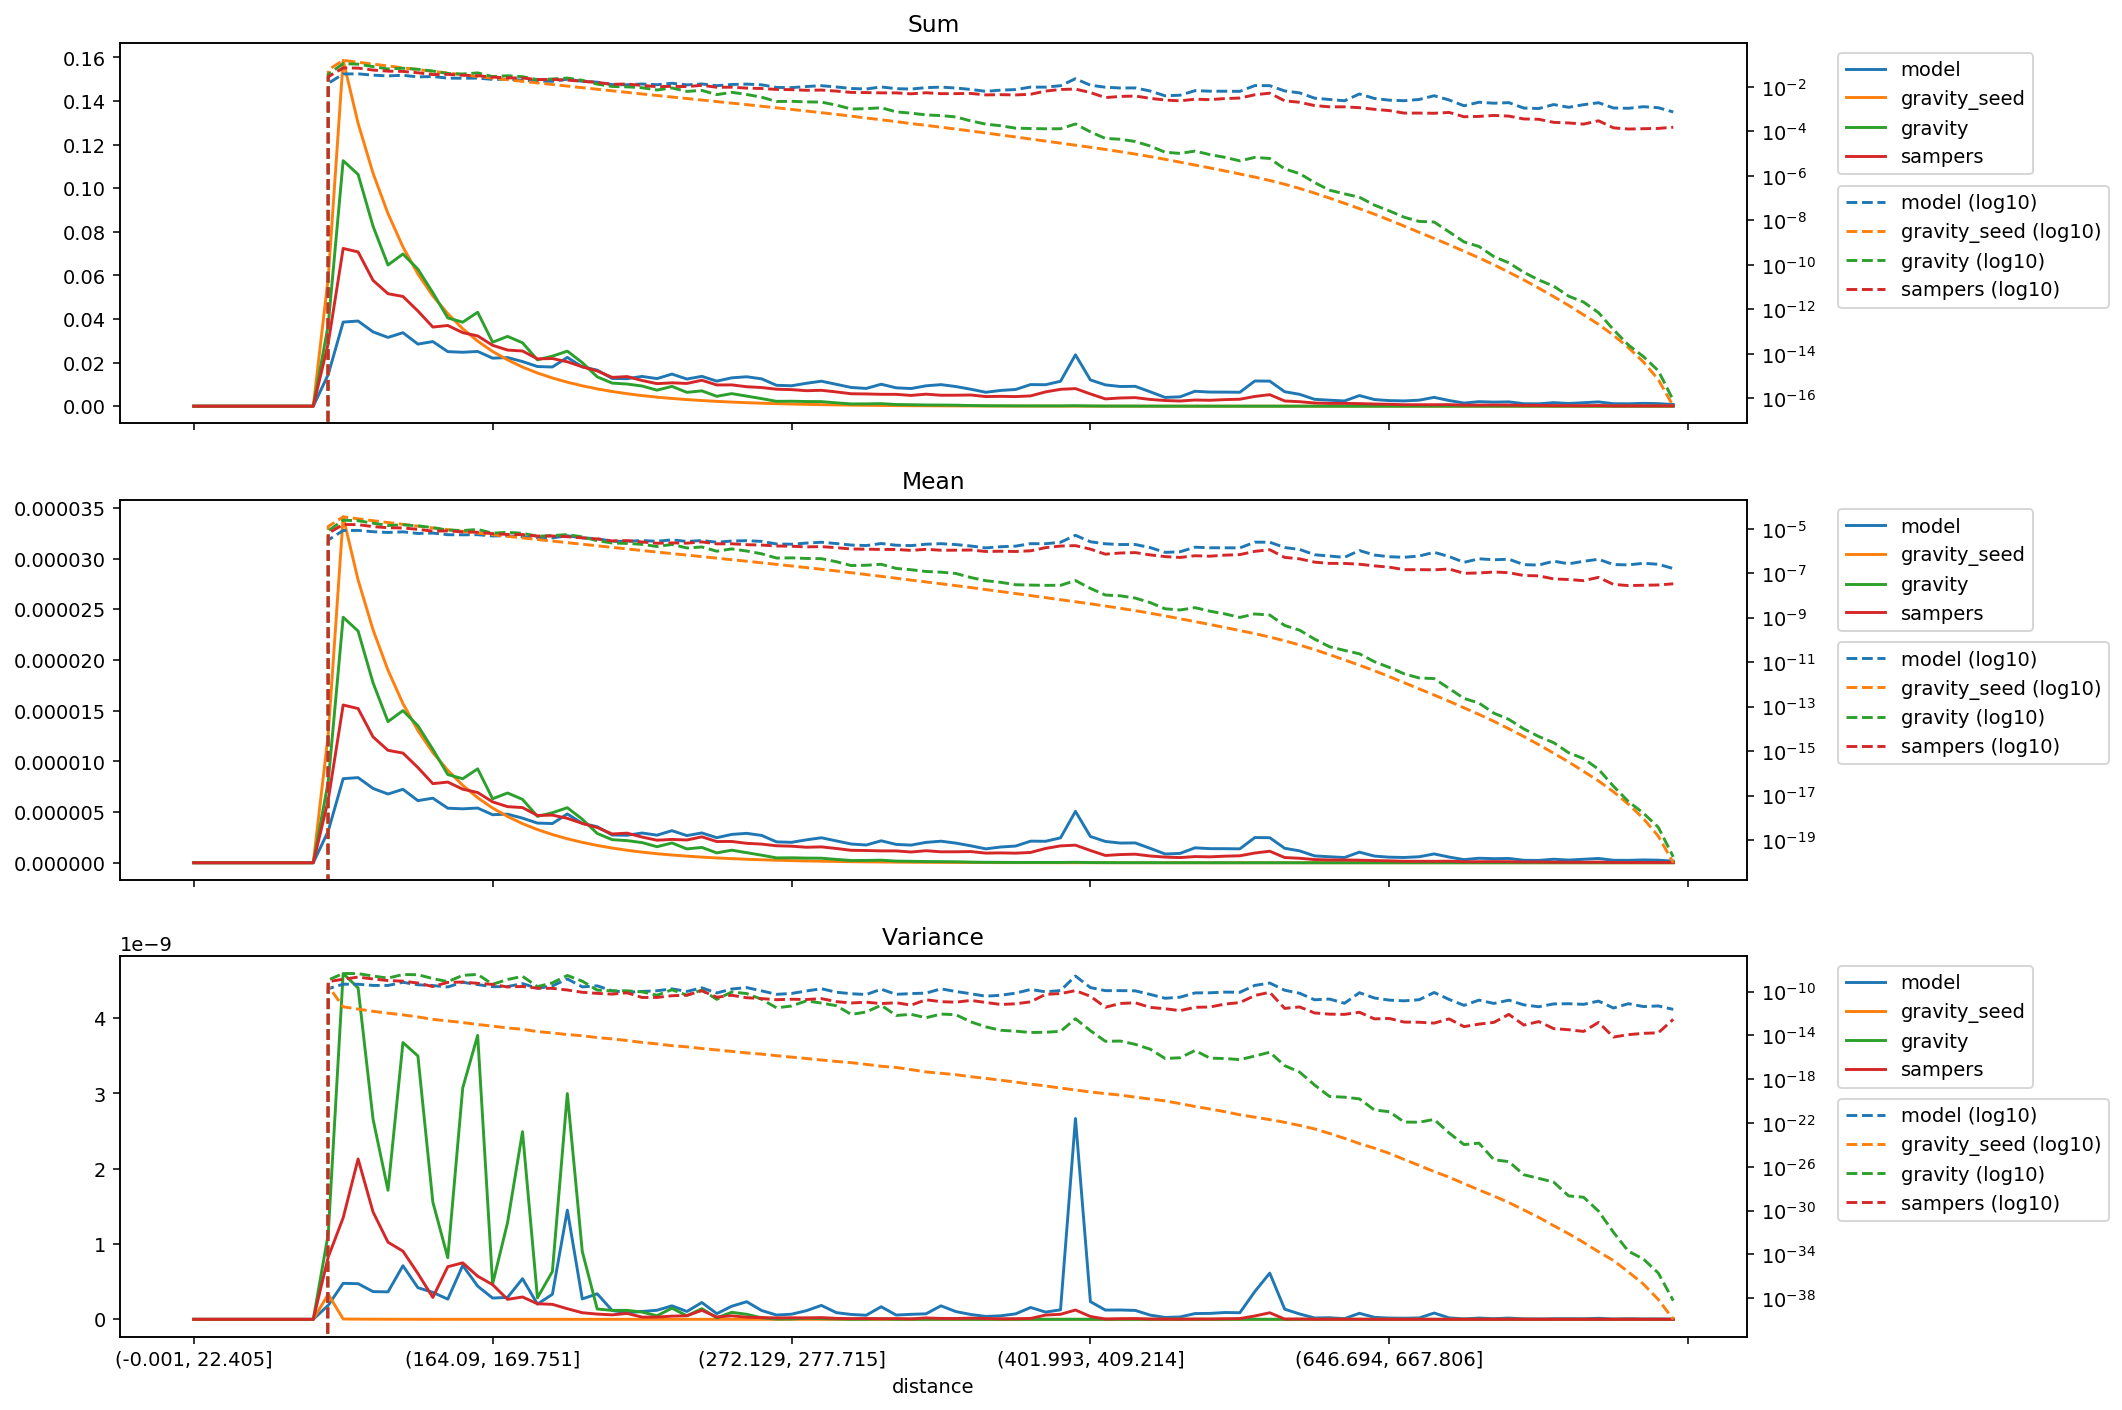 Sum
0.16
0.14
0.12
0.10
0.08
0.06
0.04
0.02
0.00
10⁻²
10⁻⁴
10⁻⁶
10⁻⁸
10⁻¹⁰
10⁻¹²
10⁻¹⁴
10⁻¹⁶
model
gravity_seed
gravity
sampers
model (log10)
gravity_seed (log10)
gravity (log10)
sampers (log10)
Mean
0.000035
0.000030
0.000025
0.000020
0.000015
0.000010
0.000005
0.000000
10⁻⁵
10⁻⁷
10⁻⁹
10⁻¹¹
10⁻¹³
10⁻¹⁵
10⁻¹⁷
10⁻¹⁹
model
gravity_seed
gravity
sampers
model (log10)
gravity_seed (log10)
gravity (log10)
sampers (log10)
Variance
1e−9
4
3
2
1
0
10⁻¹⁰
10⁻¹⁴
10⁻¹⁸
10⁻²²
10⁻²⁶
10⁻³⁰
10⁻³⁴
10⁻³⁸
model
gravity_seed
gravity
sampers
model (log10)
gravity_seed (log10)
gravity (log10)
sampers (log10)
(-0.001, 22.405] (164.09, 169.751] (272.129, 277.715] (401.993, 409.214] (646.694, 667.806]
distance